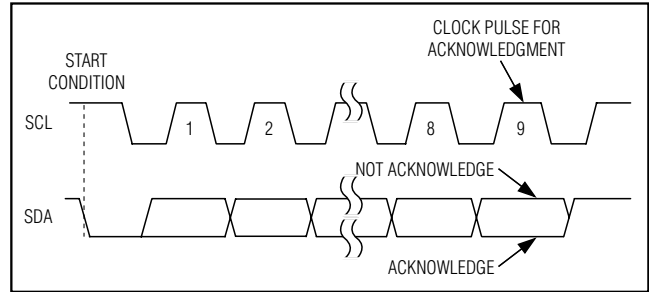 CLOCK PULSE FOR
ACKNOWLEDGMENT
START
CONDITION
SCL
1
2
8
9
NOT ACKNOWLEDGE
SDA
ACKNOWLEDGE